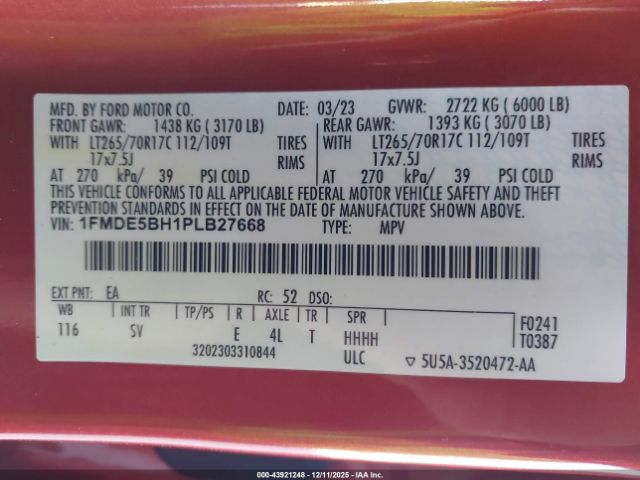 MFD. BY FORD MOTOR CO. DATE: 03/23 GVWR: 2722 KG ( 6000 LB)
FRONT GAWR: 1438 KG ( 3170 LB) REAR GAWR: 1393 KG ( 3070 LB)
WITH LT265/70R17C 112/109T TIRES WITH LT265/70R17C 112/109T TIRES
17x7.5J RIMS 17x7.5J RIMS
AT 270 kPa/ 39 PSI COLD AT 270 kPa/ 39 PSI COLD
THIS VEHICLE CONFORMS TO ALL APPLICABLE FEDERAL MOTOR VEHICLE SAFETY AND THEFT
PREVENTION STANDARDS IN EFFECT ON THE DATE OF MANUFACTURE SHOWN ABOVE.
VIN: 1FMDE5BH1PLB27668 TYPE: MPV
EXT PNT: EA RC: 52 DSO:
WB INT TR TP/PS R AXLE TR SPR F0241
116 SV E 4L T HHHH T0387
3202303310844 ULC ▽ 5U5A-3520472-AA
000-43921248 - 12/11/2025 - IAA Inc.